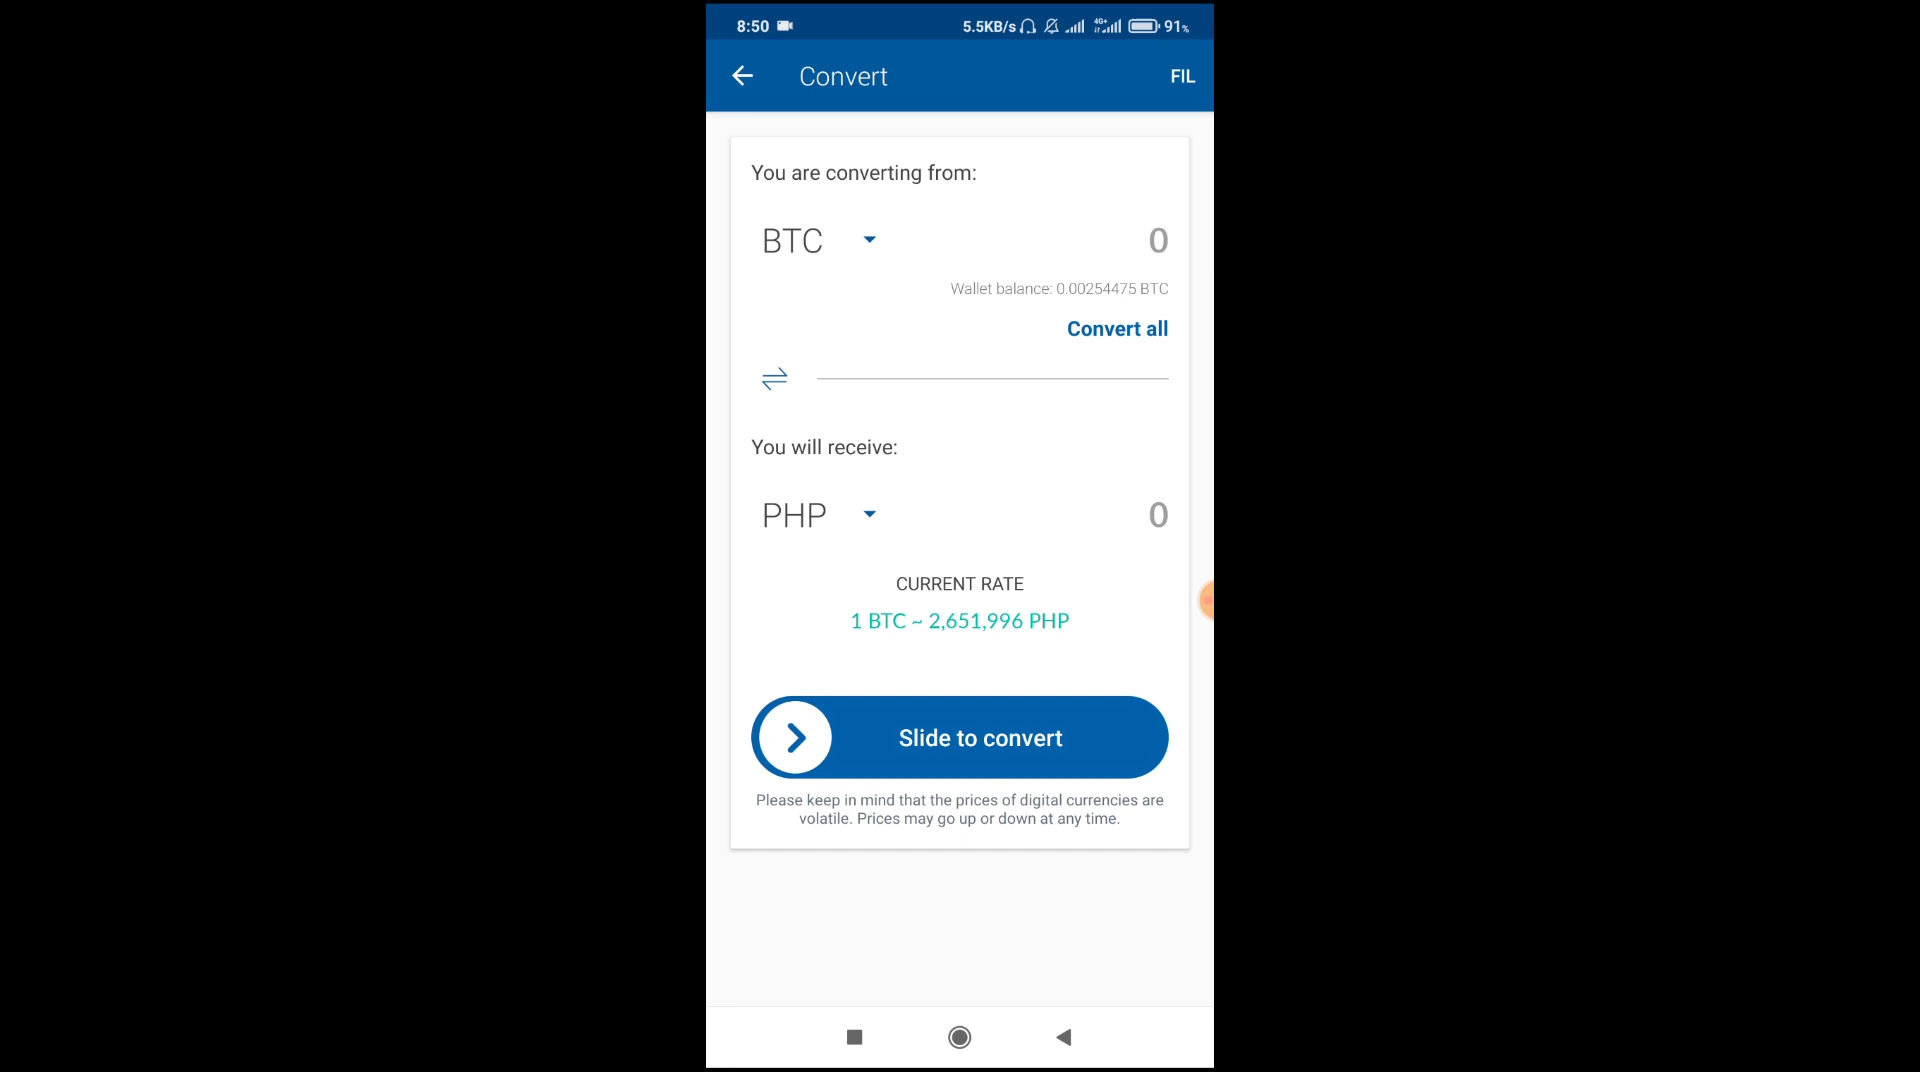 8:50 5.5KB/s 4G+ 91%
Convert FIL
You are converting from:
BTC 0
Wallet balance: 0.00254475 BTC
Convert all
You will receive:
PHP 0
CURRENT RATE
1 BTC ~ 2,651,996 PHP
Slide to convert
Please keep in mind that the prices of digital currencies are
volatile. Prices may go up or down at any time.